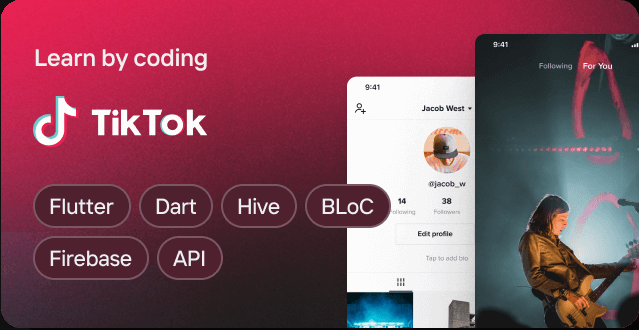 Learn by coding
TikTok
Flutter
Dart
Hive
BLoC
Firebase
API
9:41
Jacob West
@jacob_w
14
38
Following
Followers
Edit profile
Tap to add bio
9:41
Following
For You